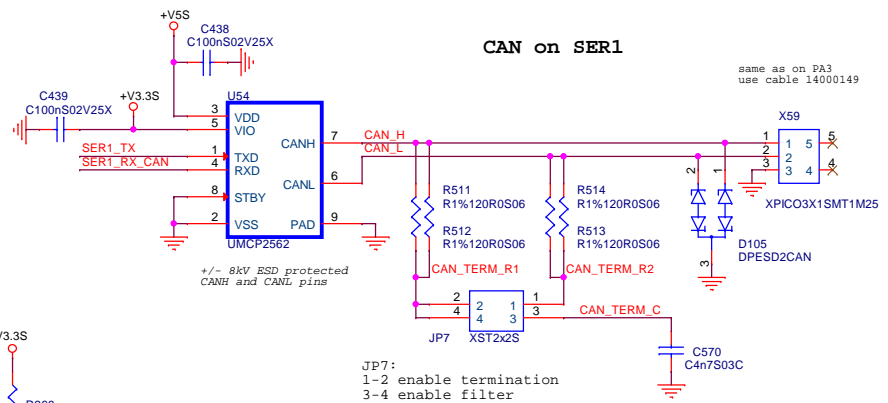 +V5S
C438
C100nS02V25X
CAN on SER1
same as on PA3
use cable 14000149
C439
C100nS02V25X
+V3.3S
U54
X59
3 VDD
5 VIO
CANH 7 CAN_H
1 1 5 5
SER1_TX 1 TXD
CAN_L
2 2
SER1_RX_CAN 4 RXD
3 3 4 4
CANL 6
8 STBY
2 1
R511
R1%120R0S06
R514
R1%120R0S06
XPICO3X1SMT1M25
2 VSS PAD 9
R512
R1%120R0S06
R513
R1%120R0S06
UMCP2562
D105
DPESD2CAN
3
+/- 8kV ESD protected
CANH and CANL pins
CAN_TERM_R1
CAN_TERM_R2
2 2 1 1
4 4 3 3
CAN_TERM_C
JP7 XST2x2S
V3.3S
C570
C4n7S03C
JP7:
1-2 enable termination
3-4 enable filter